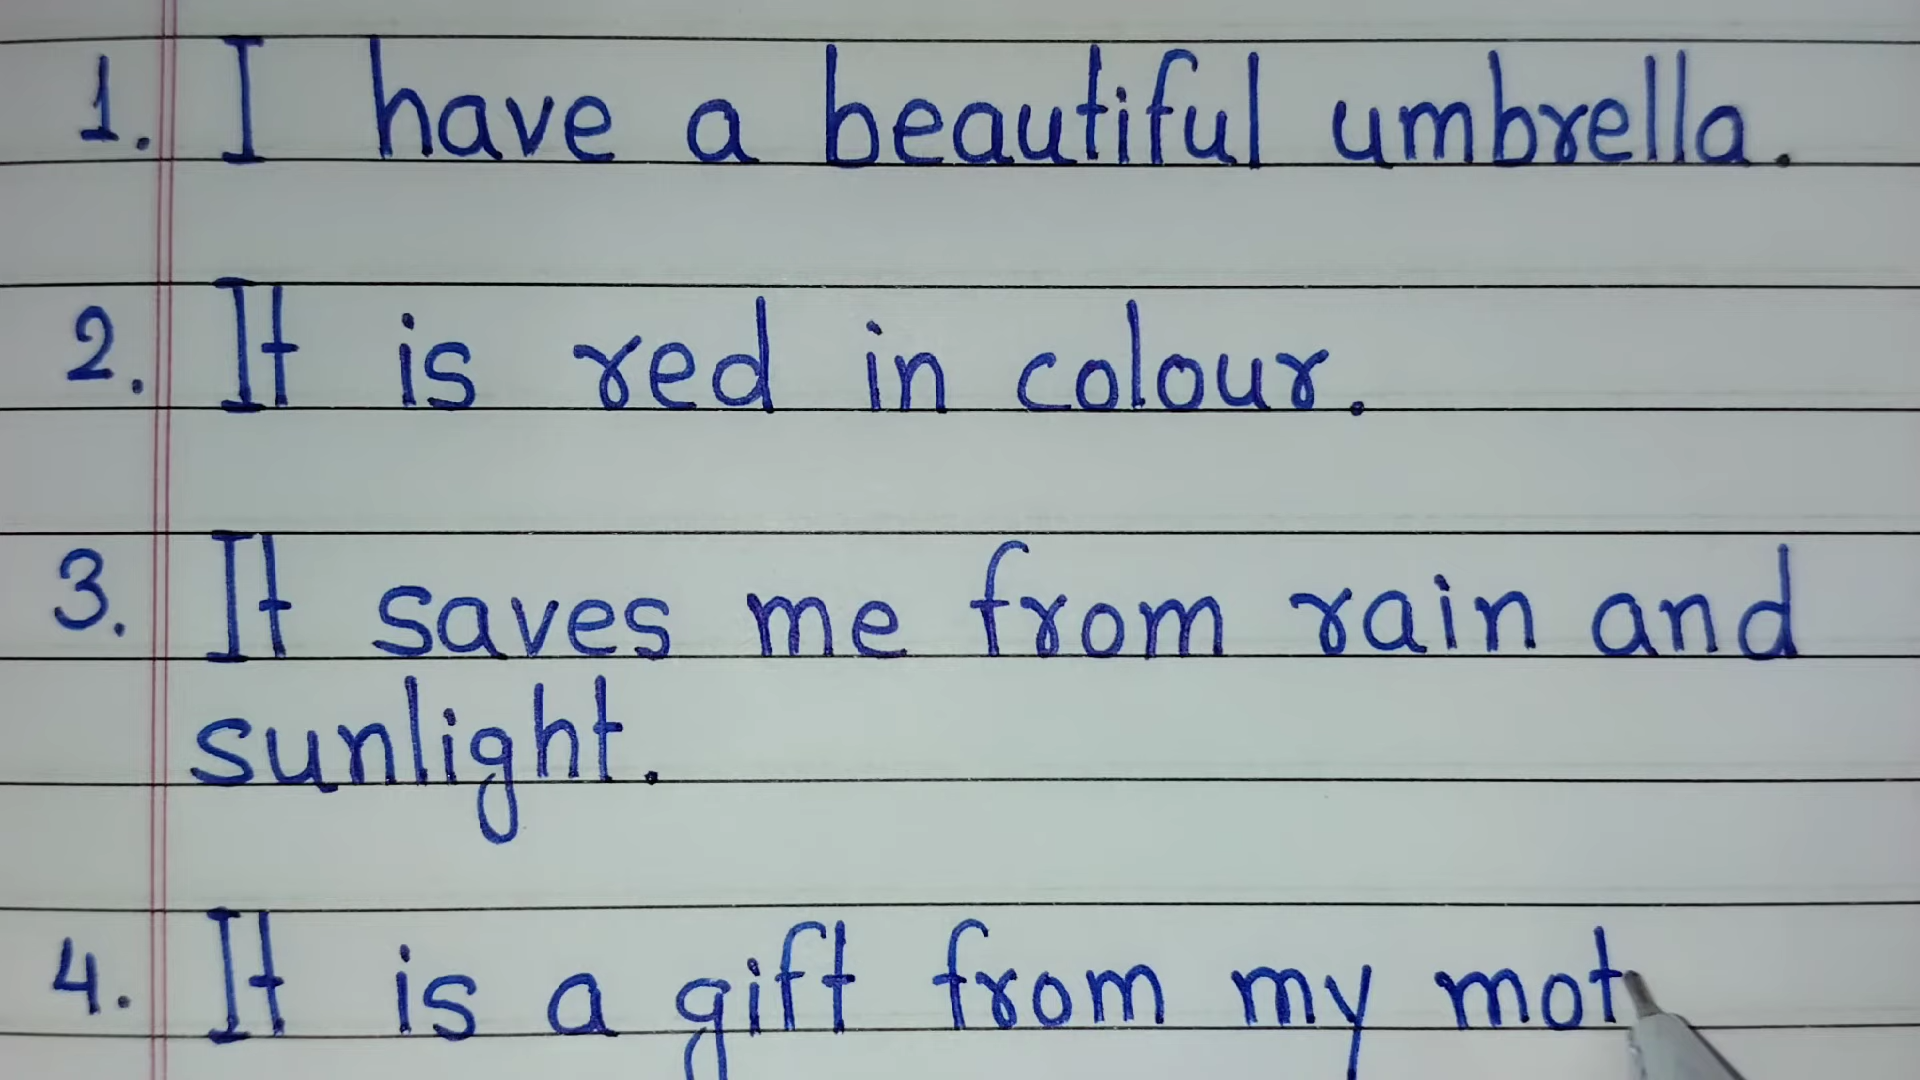 1. I have a beautiful umbrella.
2. It is red in colour.
3. It saves me from rain and
sunlight.
4. It is a gift from my mot